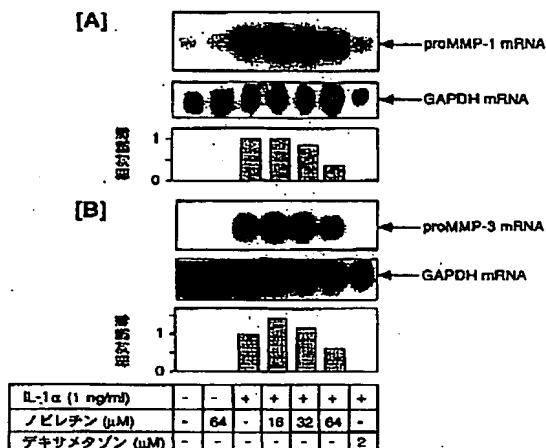 [A]
proMMP-1 mRNA
GAPDH mRNA
相対誘導
1
0
[B]
proMMP-3 mRNA
GAPDH mRNA
相対誘導
1
0
IL-1α (1 ng/ml) - - + + + + +
ノビレチン (μM) - 64 - 16 32 64 -
デキサメタゾン (μM) - - - - - - 2